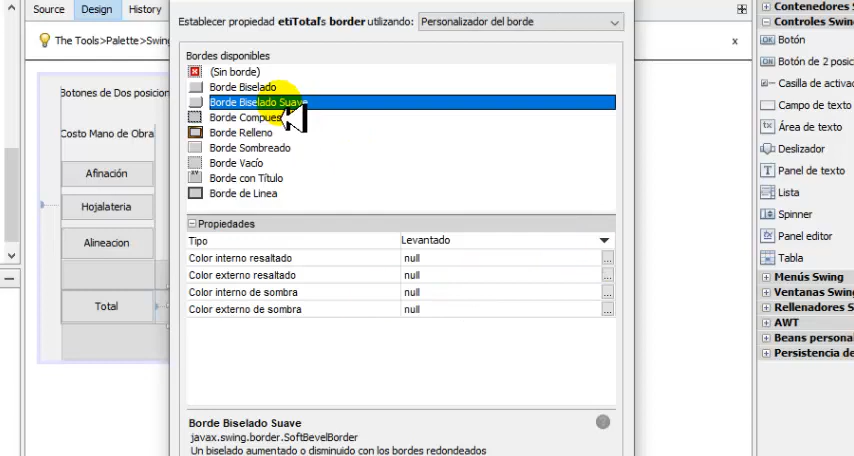 Source Design History
The Tools>Palette>Swin
Botones de Dos posicion
Costo Mano de Obra
Afinación
Hojalateria
Alineacion
Total
Establecer propiedad etiTotal's border utilizando: Personalizador del borde
Bordes disponibles
(Sin borde)
Borde Biselado
Borde Biselado Suave
Borde Compues
Borde Relleno
Borde Sombreado
Borde Vacío
Borde con Título
Borde de Linea
Propiedades
Tipo Levantado
Color interno resaltado null
Color externo resaltado null
Color interno de sombra null
Color externo de sombra null
Borde Biselado Suave
javax.swing.border.SoftBevelBorder
Un biselado aumentado o disminuido con los bordes redondeados
x
Contenedores
Controles Swing
Botón
Botón de 2 posic
Casilla de activac
Campo de texto
Área de texto
Deslizador
Panel de texto
Lista
Spinner
Panel editor
Tabla
Menús Swing
Ventanas Swing
Rellenadores S
AWT
Beans persona
Persistencia de